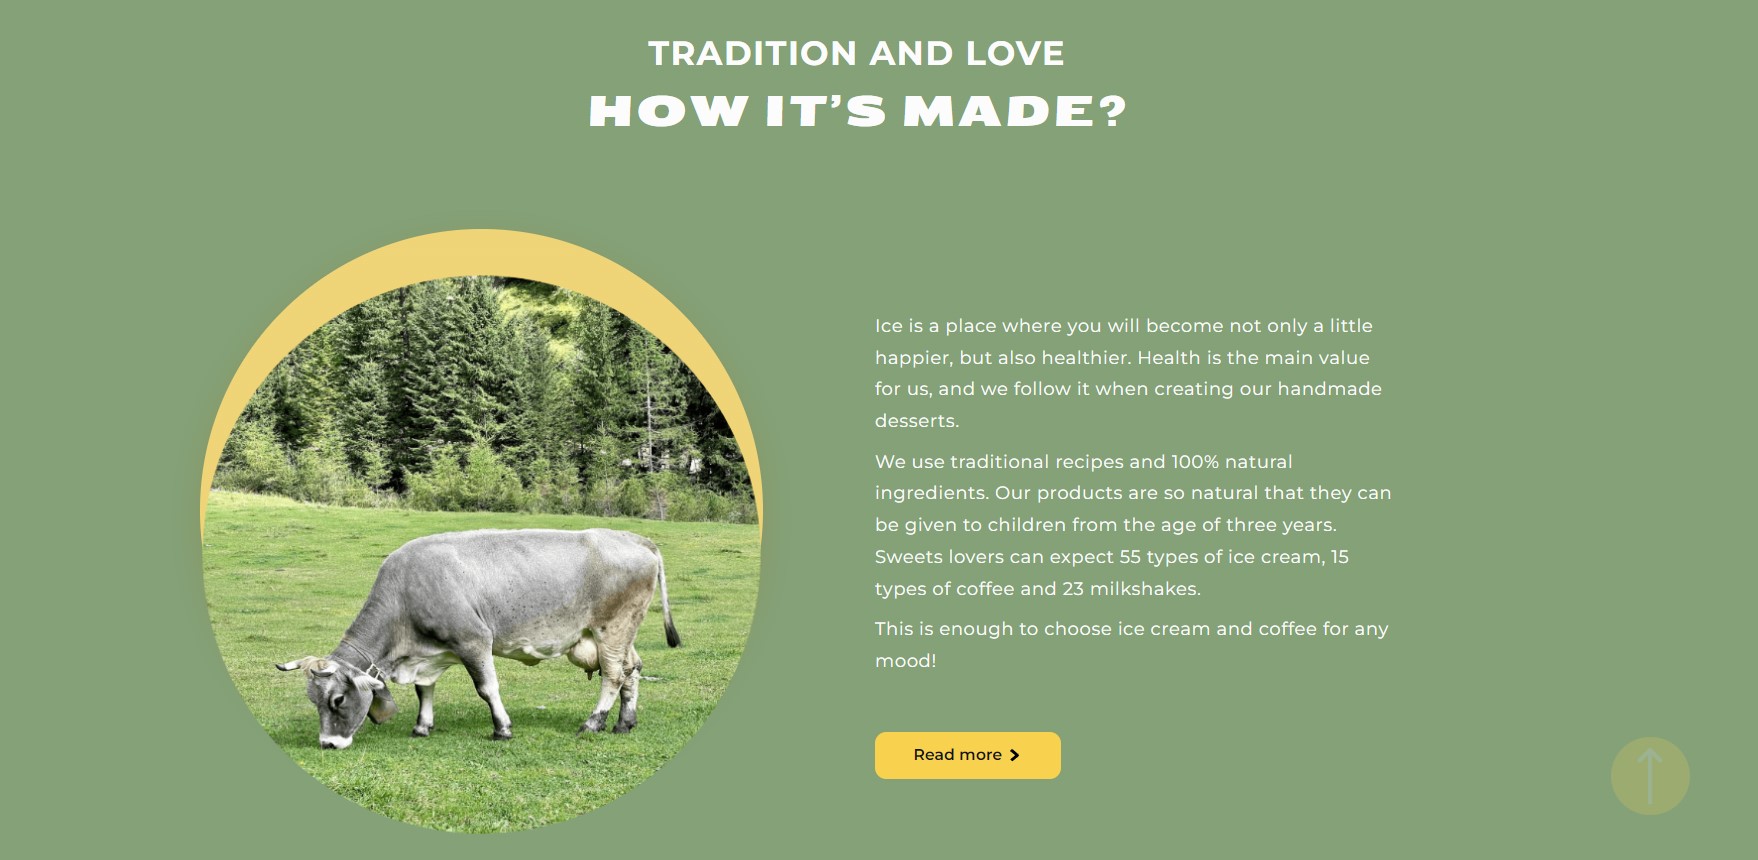 TRADITION AND LOVE
HOW IT'S MADE?
Ice is a place where you will become not only a little
happier, but also healthier. Health is the main value
for us, and we follow it when creating our handmade
desserts.
We use traditional recipes and 100% natural
ingredients. Our products are so natural that they can
be given to children from the age of three years.
Sweets lovers can expect 55 types of ice cream, 15
types of coffee and 23 milkshakes.
This is enough to choose ice cream and coffee for any
mood!
Read more